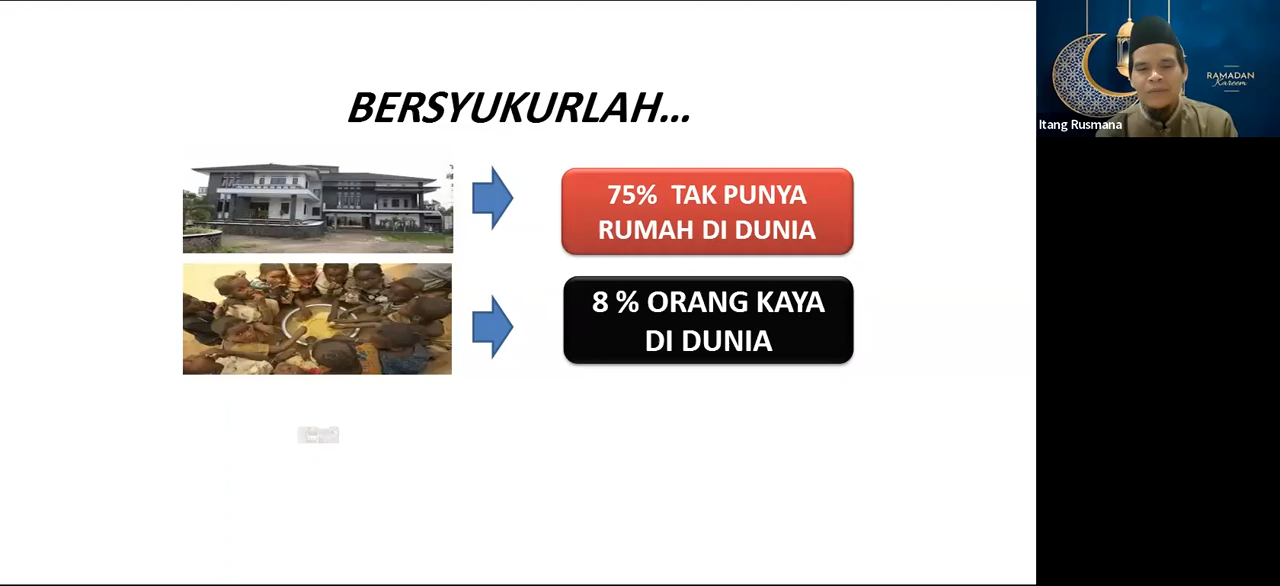 BERSYUKURLAH...
75% TAK PUNYA
RUMAH DI DUNIA
8 % ORANG KAYA
DI DUNIA
RAMADAN
Kareem
Itang Rusmana